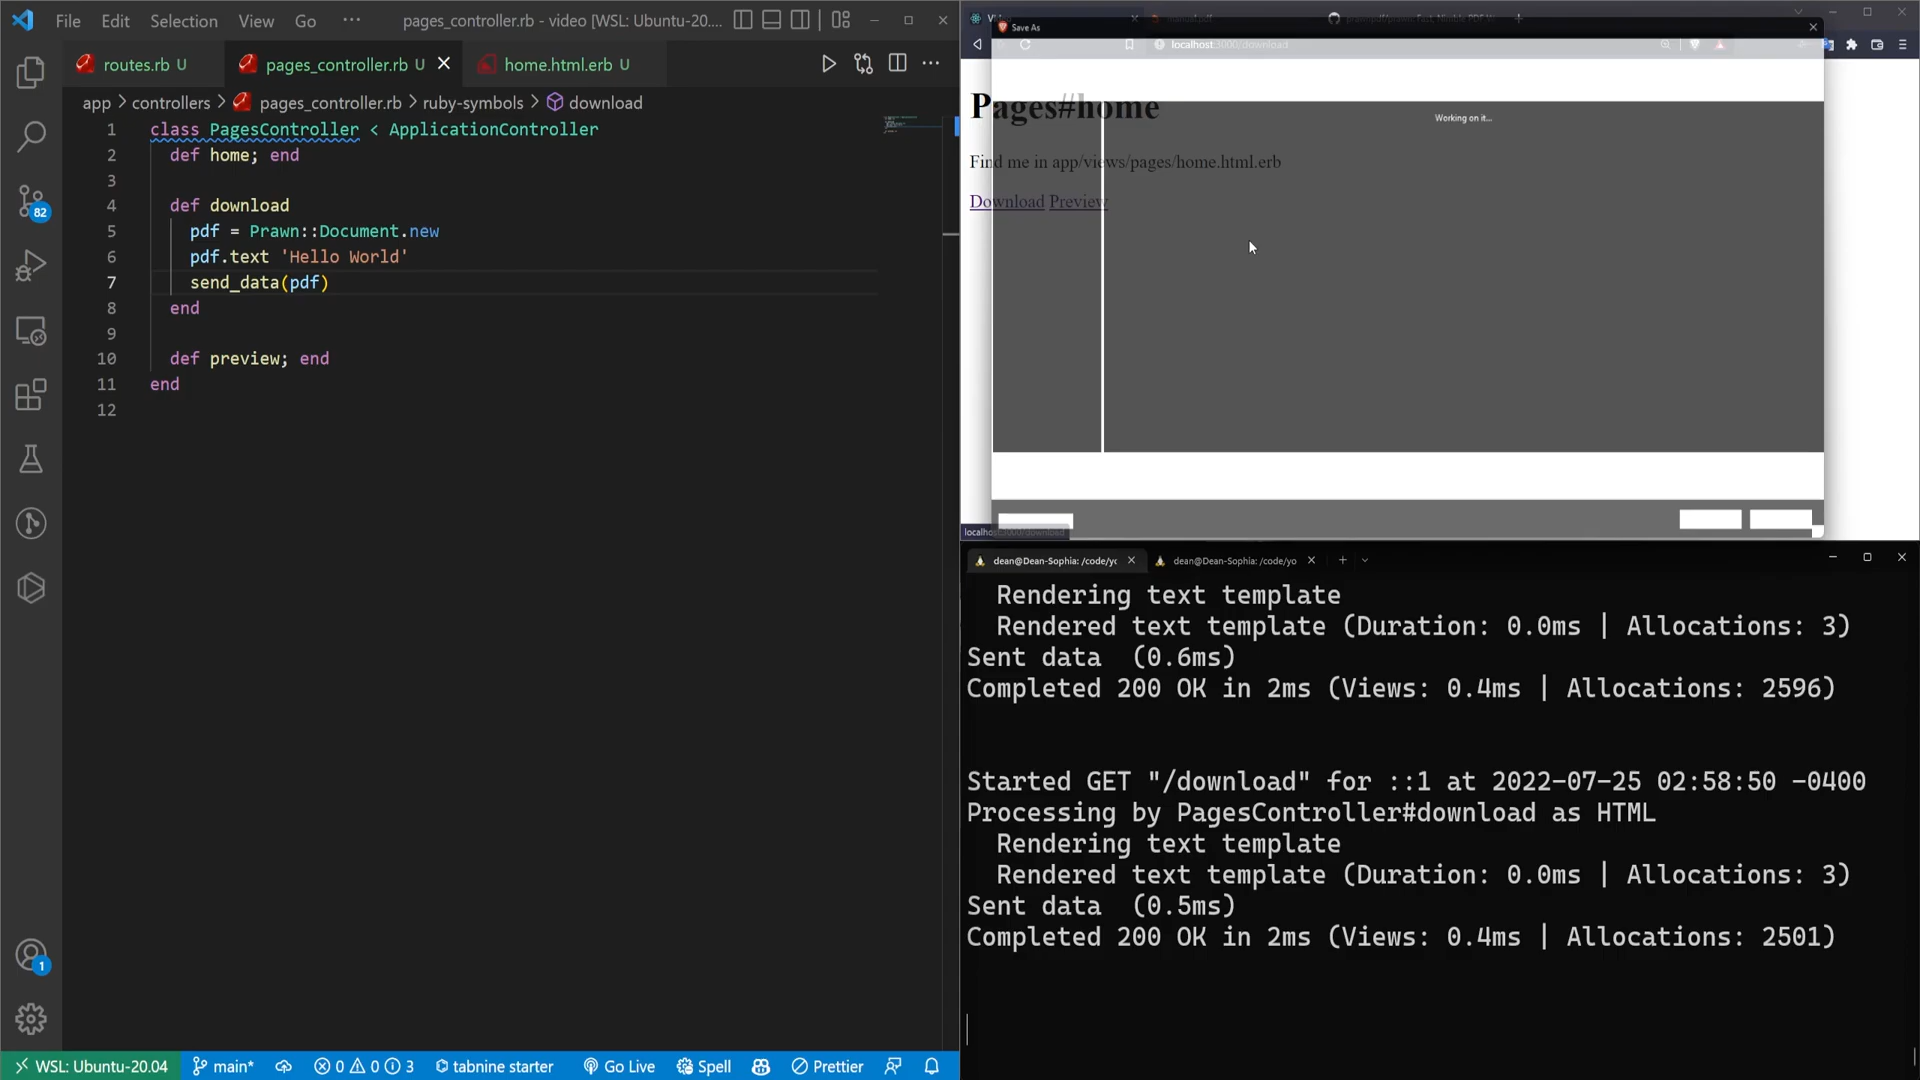 File Edit Selection View Go ··· pages_controller.rb - video [WSL: Ubuntu-20....
routes.rb U
pages_controller.rb U
home.html.erb U
app > controllers > pages_controller.rb > ruby-symbols > download
1 class PagesController < ApplicationController
2 def home; end
3
4 def download
5 pdf = Prawn::Document.new
6 pdf.text 'Hello World'
7 send_data(pdf)
8 end
9
10 def preview; end
11 end
12
82
1
WSL: Ubuntu-20.04 main* 0 0 3 tabnine starter Go Live Spell Prettier
Save As
manual.pdf
localhost:3000/download
Pages#home
Working on it...
Find me in app/views/pages/home.html.erb
Download Preview
localhost:3000/download
dean@Dean-Sophia: /code/yo
dean@Dean-Sophia: /code/yo
Rendering text template
Rendered text template (Duration: 0.0ms | Allocations: 3)
Sent data (0.6ms)
Completed 200 OK in 2ms (Views: 0.4ms | Allocations: 2596)
Started GET "/download" for ::1 at 2022-07-25 02:58:50 -0400
Processing by PagesController#download as HTML
Rendering text template
Rendered text template (Duration: 0.0ms | Allocations: 3)
Sent data (0.5ms)
Completed 200 OK in 2ms (Views: 0.4ms | Allocations: 2501)